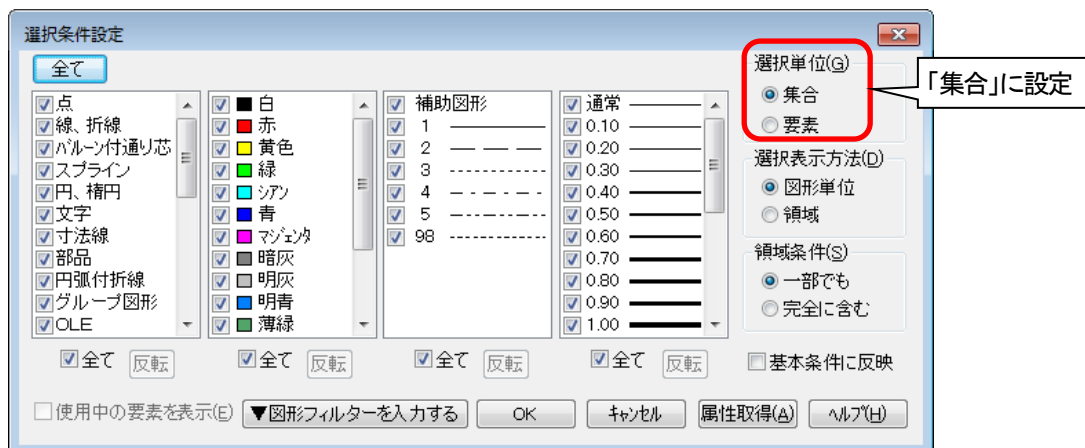 選択条件設定
全て
点
線、折線
バルーン付通り芯
スプライン
円、楕円
文字
寸法線
部品
円弧付折線
グループ図形
OLE
全て 反転
白
赤
黄色
緑
シアン
青
マジェンタ
暗灰
明灰
明青
薄緑
全て 反転
補助図形
1
2
3
4
5
98
全て 反転
通常
0.10
0.20
0.30
0.40
0.50
0.60
0.70
0.80
0.90
1.00
全て 反転
選択単位(G)
集合
要素
「集合」に設定
選択表示方法(D)
図形単位
領域
領域条件(S)
一部でも
完全に含む
基本条件に反映
使用中の要素を表示(E) ▼図形フィルターを入力する OK キャンセル 属性取得(A) ヘルプ(H)